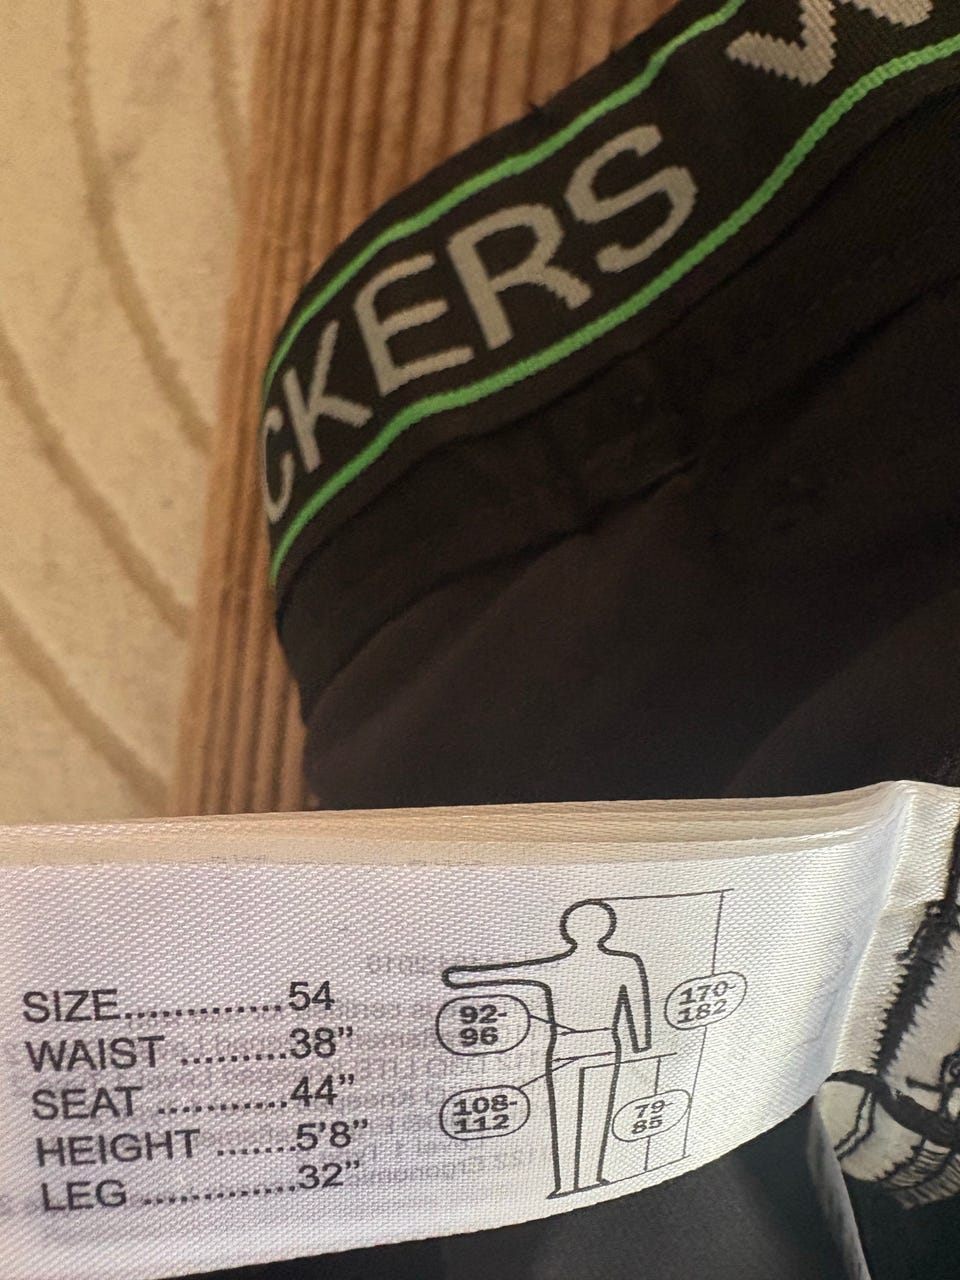 CKERS
SIZE.............54
WAIST .........38"
SEAT ...........44"
HEIGHT .......5'8"
LEG .............32"
92-
96
170-
182
108-
112
79-
85